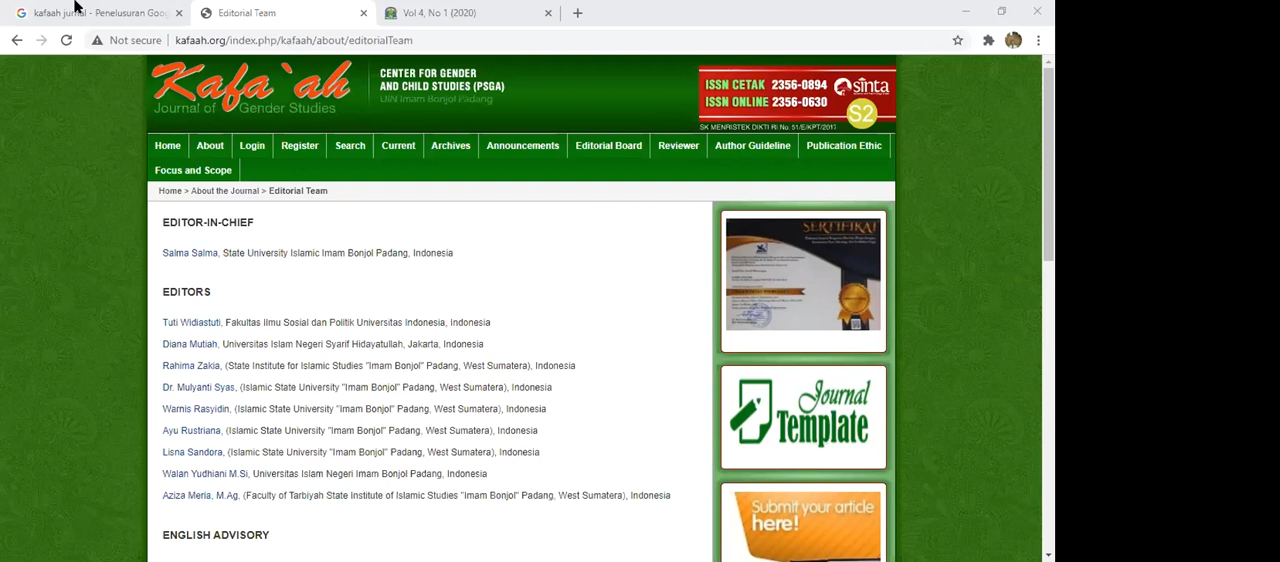 kafaah jurnal - Penelusuran Goog
Editorial Team
Vol 4, No 1 (2020)
Not secure
kafaah.org/index.php/kafaah/about/editorialTeam
Kafa`ah
Journal of Gender Studies
CENTER FOR GENDER
AND CHILD STUDIES (PSGA)
UIN Imam Bonjol Padang
ISSN CETAK 2356-0894
ISSN ONLINE 2356-0630
sinta
S2
SK MENRISTEK DIKTI RI No. 51/E/KPT/2017
Home About Login Register Search Current Archives Announcements Editorial Board Reviewer Author Guideline Publication Ethic
Focus and Scope
Home > About the Journal > Editorial Team
EDITOR-IN-CHIEF
Salma Salma, State University Islamic Imam Bonjol Padang, Indonesia
EDITORS
Tuti Widiastuti, Fakultas Ilmu Sosial dan Politik Universitas Indonesia, Indonesia
Diana Mutiah, Universitas Islam Negeri Syarif Hidayatullah, Jakarta, Indonesia
Rahima Zakia, (State Institute for Islamic Studies "Imam Bonjol" Padang, West Sumatera), Indonesia
Dr. Mulyanti Syas, (Islamic State University "Imam Bonjol" Padang, West Sumatera), Indonesia
Warnis Rasyidin, (Islamic State University "Imam Bonjol" Padang, West Sumatera), Indonesia
Ayu Rustriana, (Islamic State University "Imam Bonjol" Padang, West Sumatera), Indonesia
Lisna Sandora, (Islamic State University "Imam Bonjol" Padang, West Sumatera), Indonesia
Walan Yudhiani M.Si, Universitas Islam Negeri Imam Bonjol Padang, Indonesia
Aziza Meria, M.Ag, (Faculty of Tarbiyah State Institute of Islamic Studies "Imam Bonjol" Padang, West Sumatera), Indonesia
ENGLISH ADVISORY
SERTIFIKAT
Journal
Template
Submit your article
here!